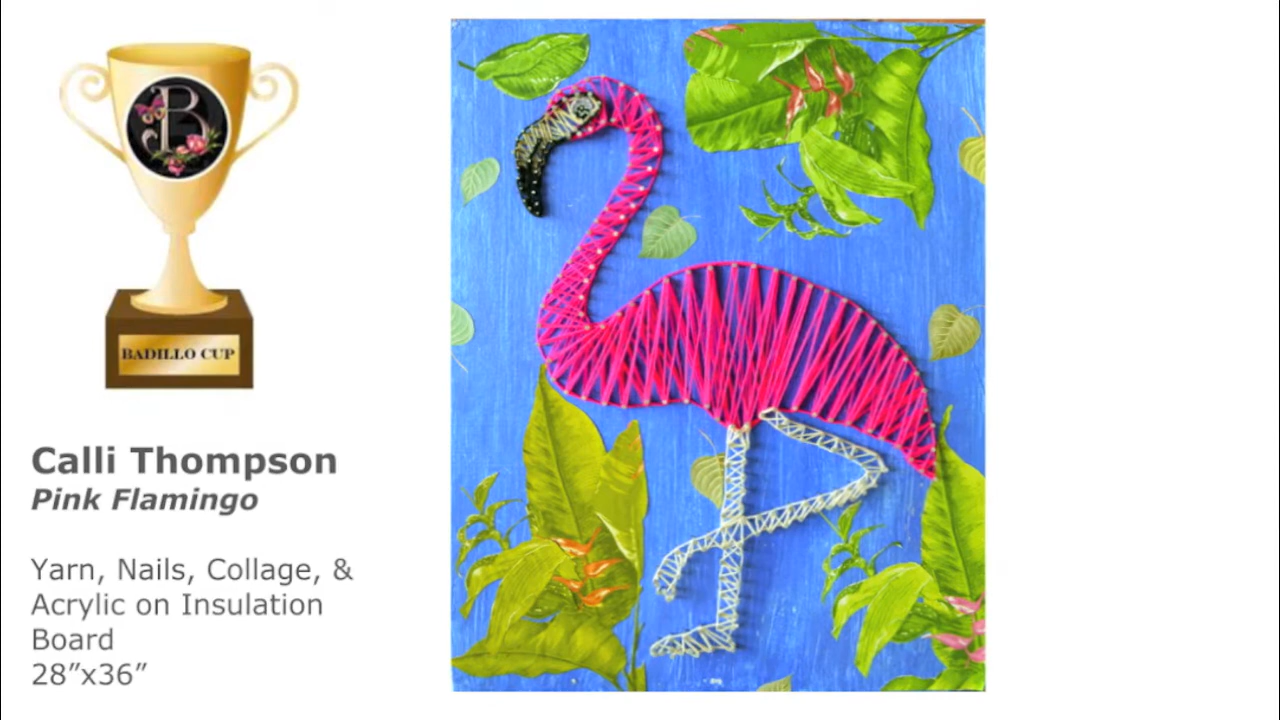 B
BADILLO CUP
Calli Thompson
Pink Flamingo
Yarn, Nails, Collage, &
Acrylic on Insulation
Board
28”x36”